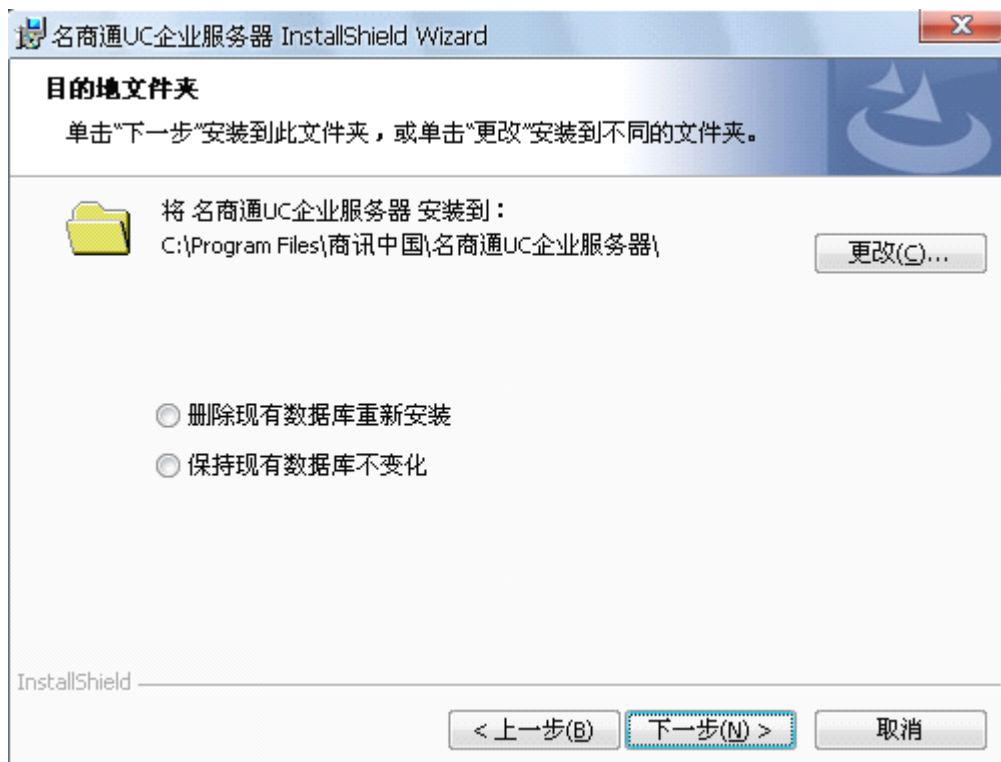 名商通UC企业服务器 InstallShield Wizard
目的地文件夹
单击“下一步”安装到此文件夹，或单击“更改”安装到不同的文件夹。
将 名商通UC企业服务器 安装到：
C:\Program Files\商讯中国\名商通UC企业服务器\
更改(C)...
删除现有数据库重新安装
保持现有数据库不变化
InstallShield
< 上一步(B)
下一步(N) >
取消